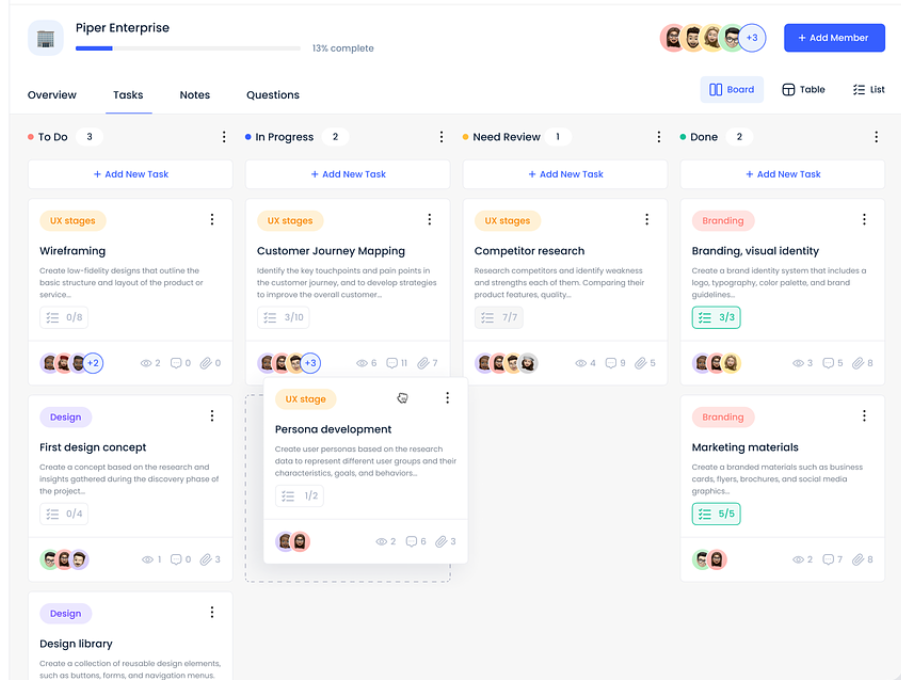 Piper Enterprise
13% complete
+3
+ Add Member
Overview
Tasks
Notes
Questions
Board
Table
List
To Do 3
+ Add New Task
UX stages
Wireframing
Create low-fidelity designs that outline the
basic structure and layout of the product or
service...
0/8
+2
2
0
0
Design
First design concept
Create a concept based on the research and
insights gathered during the discovery phase of
the project...
0/4
1
0
3
Design
Design library
Create a collection of reusable design elements,
such as buttons, forms, and navigation menus.
In Progress 2
+ Add New Task
UX stages
Customer Journey Mapping
Identify the key touchpoints and pain points in
the customer journey, and to develop strategies
to improve the overall customer...
3/10
+3
6
11
7
UX stage
Persona development
Create user personas based on the research
data to represent different user groups and their
characteristics, goals, and behaviors...
1/2
2
6
3
Need Review 1
+ Add New Task
UX stages
Competitor research
Research competitors and identify weakness
and strengths each of them. Comparing their
product features, quality...
7/7
4
9
5
Done 2
+ Add New Task
Branding
Branding, visual identity
Create a brand identity system that includes a
logo, typography, color palette, and brand
guidelines...
3/3
3
5
8
Branding
Marketing materials
Create a branded materials such as business
cards, flyers, brochures, and social media
graphics...
5/5
2
7
8